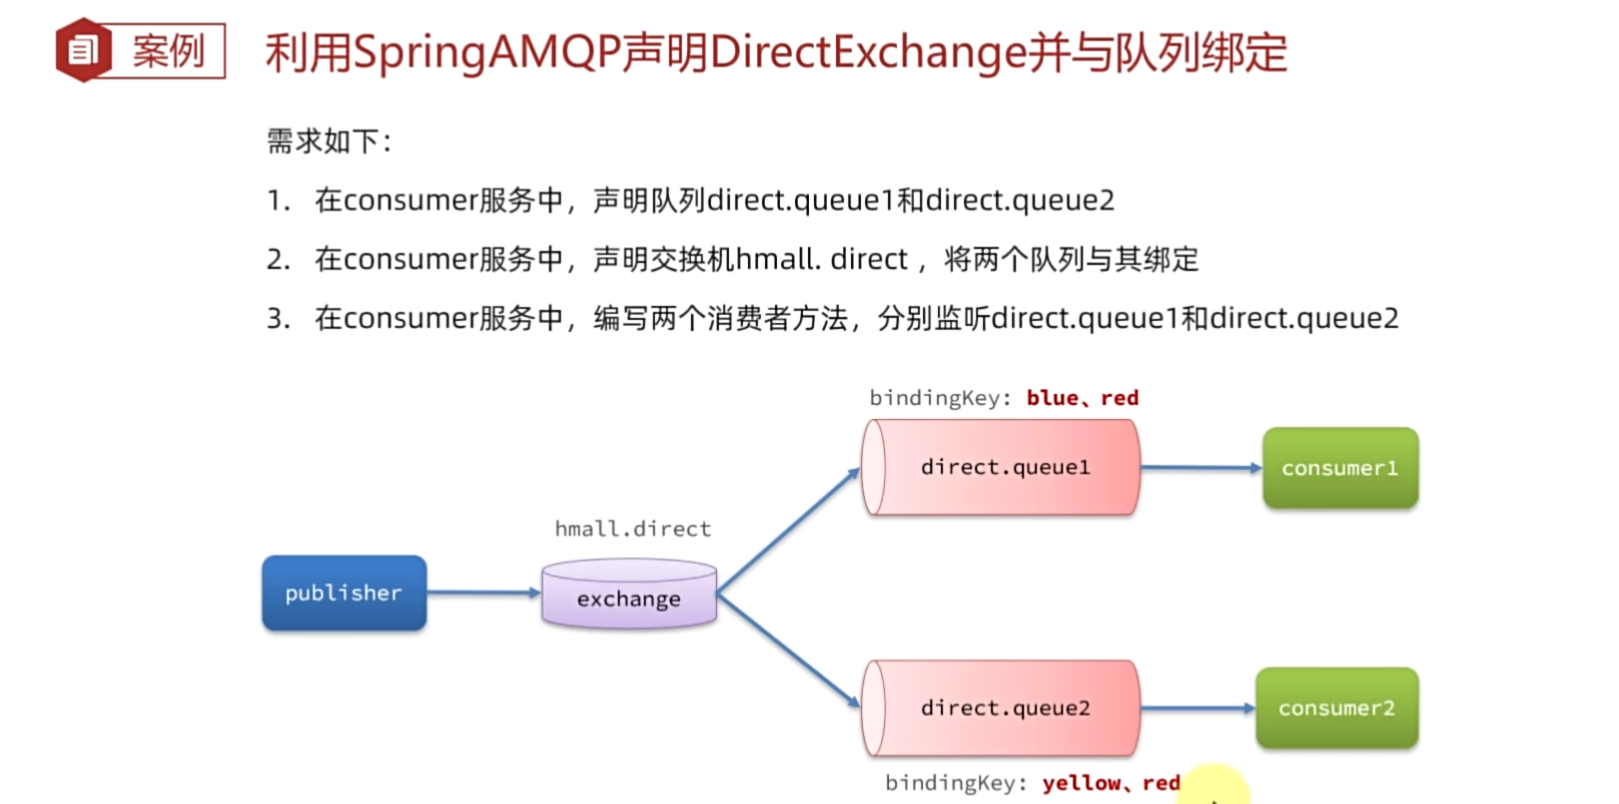 案例 利用SpringAMQP声明DirectExchange并与队列绑定
需求如下：
1. 在consumer服务中，声明队列direct.queue1和direct.queue2
2. 在consumer服务中，声明交换机hmall. direct ，将两个队列与其绑定
3. 在consumer服务中，编写两个消费者方法，分别监听direct.queue1和direct.queue2
bindingKey: blue、red
direct.queue1
consumer1
hmall.direct
publisher
exchange
direct.queue2
consumer2
bindingKey: yellow、red